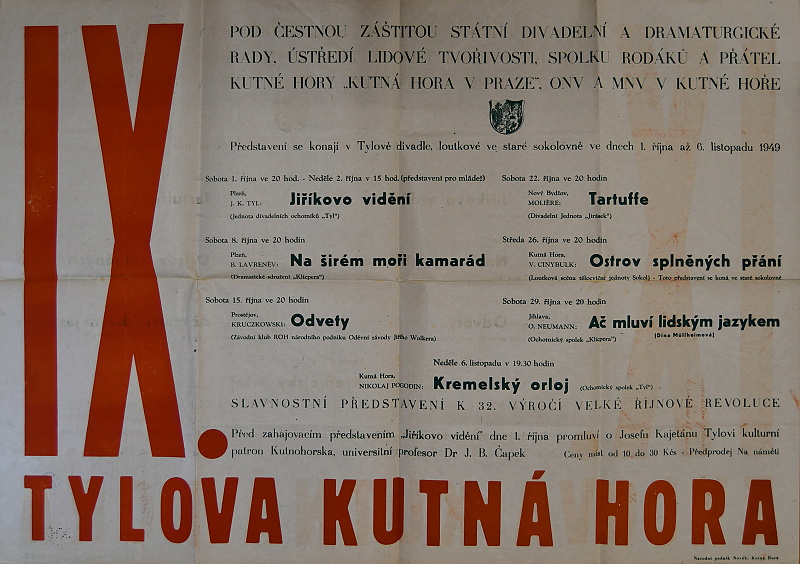 IX.
POD ČESTNOU ZÁŠTITOU STÁTNÍ DIVADELNÍ A DRAMATURGICKÉ
RADY, ÚSTŘEDÍ LIDOVÉ TVOŘIVOSTI, SPOLKU RODÁKŮ A PŘÁTEL
KUTNÉ HORY „KUTNÁ HORA V PRAZE“, ONV A MNV V KUTNÉ HOŘE
Představení se konají v Tylově divadle, loutkové ve staré sokolovně ve dnech 1. října až 6. listopadu 1949
Sobota 1. října ve 20 hod. - Neděle 2. října v 15 hod. (představení pro mládež)
Plzeň,
J. K. TYL: Jiříkovo vidění
(Jednota divadelních ochotníků „Tyl“)
Sobota 8. října ve 20 hodin
Plzeň,
B. LAVRENĚV: Na širém moři kamarád
(Dramatické sdružení „Klicpera“)
Sobota 15. října ve 20 hodin
Prostějov,
KRUCZKOWSKI: Odvety
(Závodní klub ROH národního podniku Oděvní závody Jiřího Wolkera)
Sobota 22. října ve 20 hodin
Nový Bydžov,
MOLIÈRE: Tartuffe
(Divadelní Jednota „Jirásek“)
Středa 26. října ve 20 hodin
Kutná Hora,
V. CINYBULK: Ostrov splněných přání
(Loutková scéna tělocvičné jednoty Sokol) - Toto představení se koná ve staré sokolovně
Sobota 29. října ve 20 hodin
Jihlava,
O. NEUMANN: Ač mluví lidským jazykem
(Ochotnický spolek „Klicpera“) (Dina Müllheimová)
Neděle 6. listopadu v 19.30 hodin
Kutná Hora,
NIKOLAJ POGODIN: Kremelský orloj (Ochotnický spolek „Tyl“)
SLAVNOSTNÍ PŘEDSTAVENÍ K 32. VÝROČÍ VELKÉ ŘÍJNOVÉ REVOLUCE
Před zahajovacím představením „Jiříkovo vidění“ dne 1. října promluví o Josefu Kajetánu Tylovi kulturní
patron Kutnohorska, universitní profesor Dr J. B. Čapek Ceny míst od 10 do 30 Kčs - Předprodej Na náměti
TYLOVA KUTNÁ HORA
Národní podnik Novák, Kutná Hora